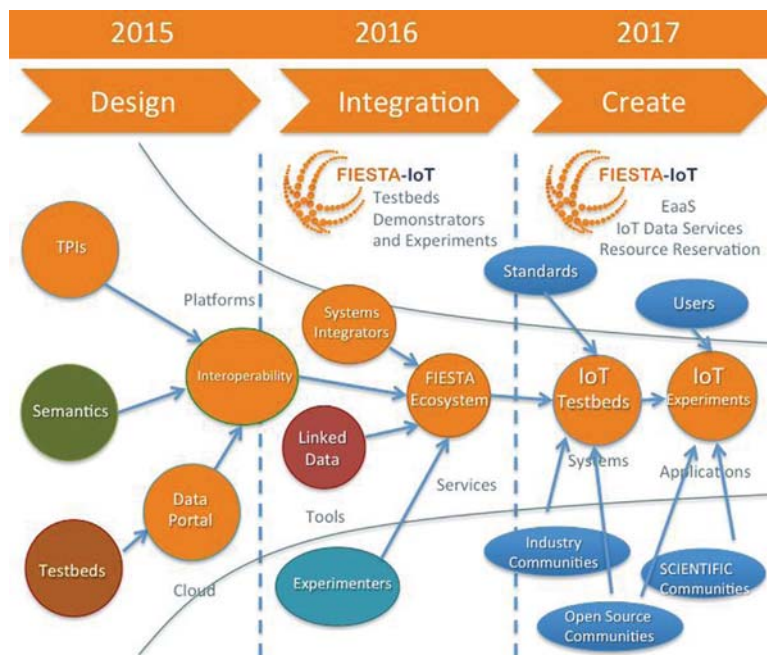 2015
2016
2017
Design
Integration
Create
FIESTA-IoT
Testbeds
Demonstrators
and Experiments
FIESTA-IoT
EaaS
IoT Data Services
Resource Reservation
TPIs
Platforms
Systems
Integrators
Standards
Users
Interoperability
FIESTA
Ecosystem
IoT
Testbeds
IoT
Experiments
Semantics
Linked
Data
Systems
Applications
Data
Portal
Services
Tools
Testbeds
Cloud
Experimenters
Industry
Communities
SCIENTIFIC
Communities
Open Source
Communities